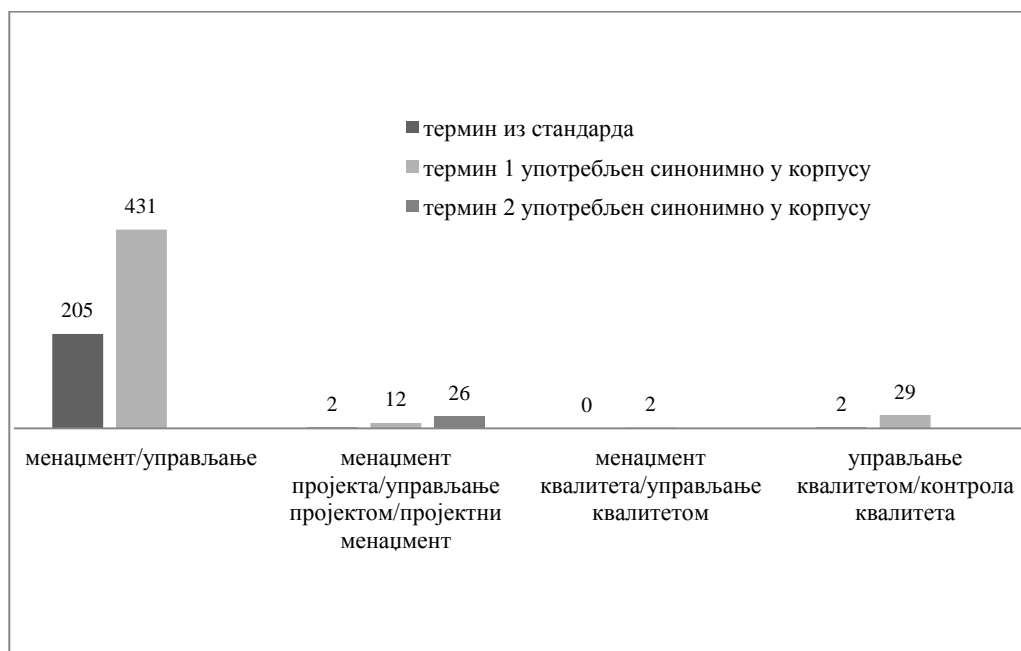 термин из стандарда
термин 1 употребљен синонимно у корпусу
термин 2 употребљен синонимно у корпусу
431
205
2
12
26
0
2
2
29
менаџмент/управљање
менаџмент
пројекта/управљање
пројектом/пројектни
менаџмент
менаџмент
квалитета/управљање
квалитетом
управљање
квалитетом/контрола
квалитета